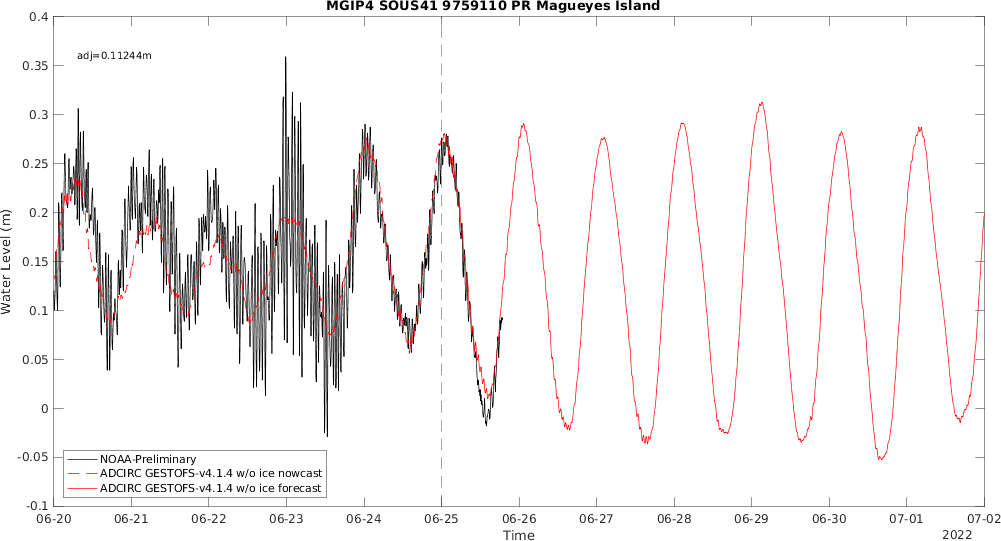 MGIP4 SOUS41 9759110 PR Magueyes Island
adj=0.11244m
Water Level (m)
0.4
0.35
0.3
0.25
0.2
0.15
0.1
0.05
0
-0.05
-0.1
NOAA-Preliminary
ADCIRC GESTOFS-v4.1.4 w/o ice nowcast
ADCIRC GESTOFS-v4.1.4 w/o ice forecast
06-20 06-21 06-22 06-23 06-24 06-25 06-26 06-27 06-28 06-29 06-30 07-01 07-02
Time
2022